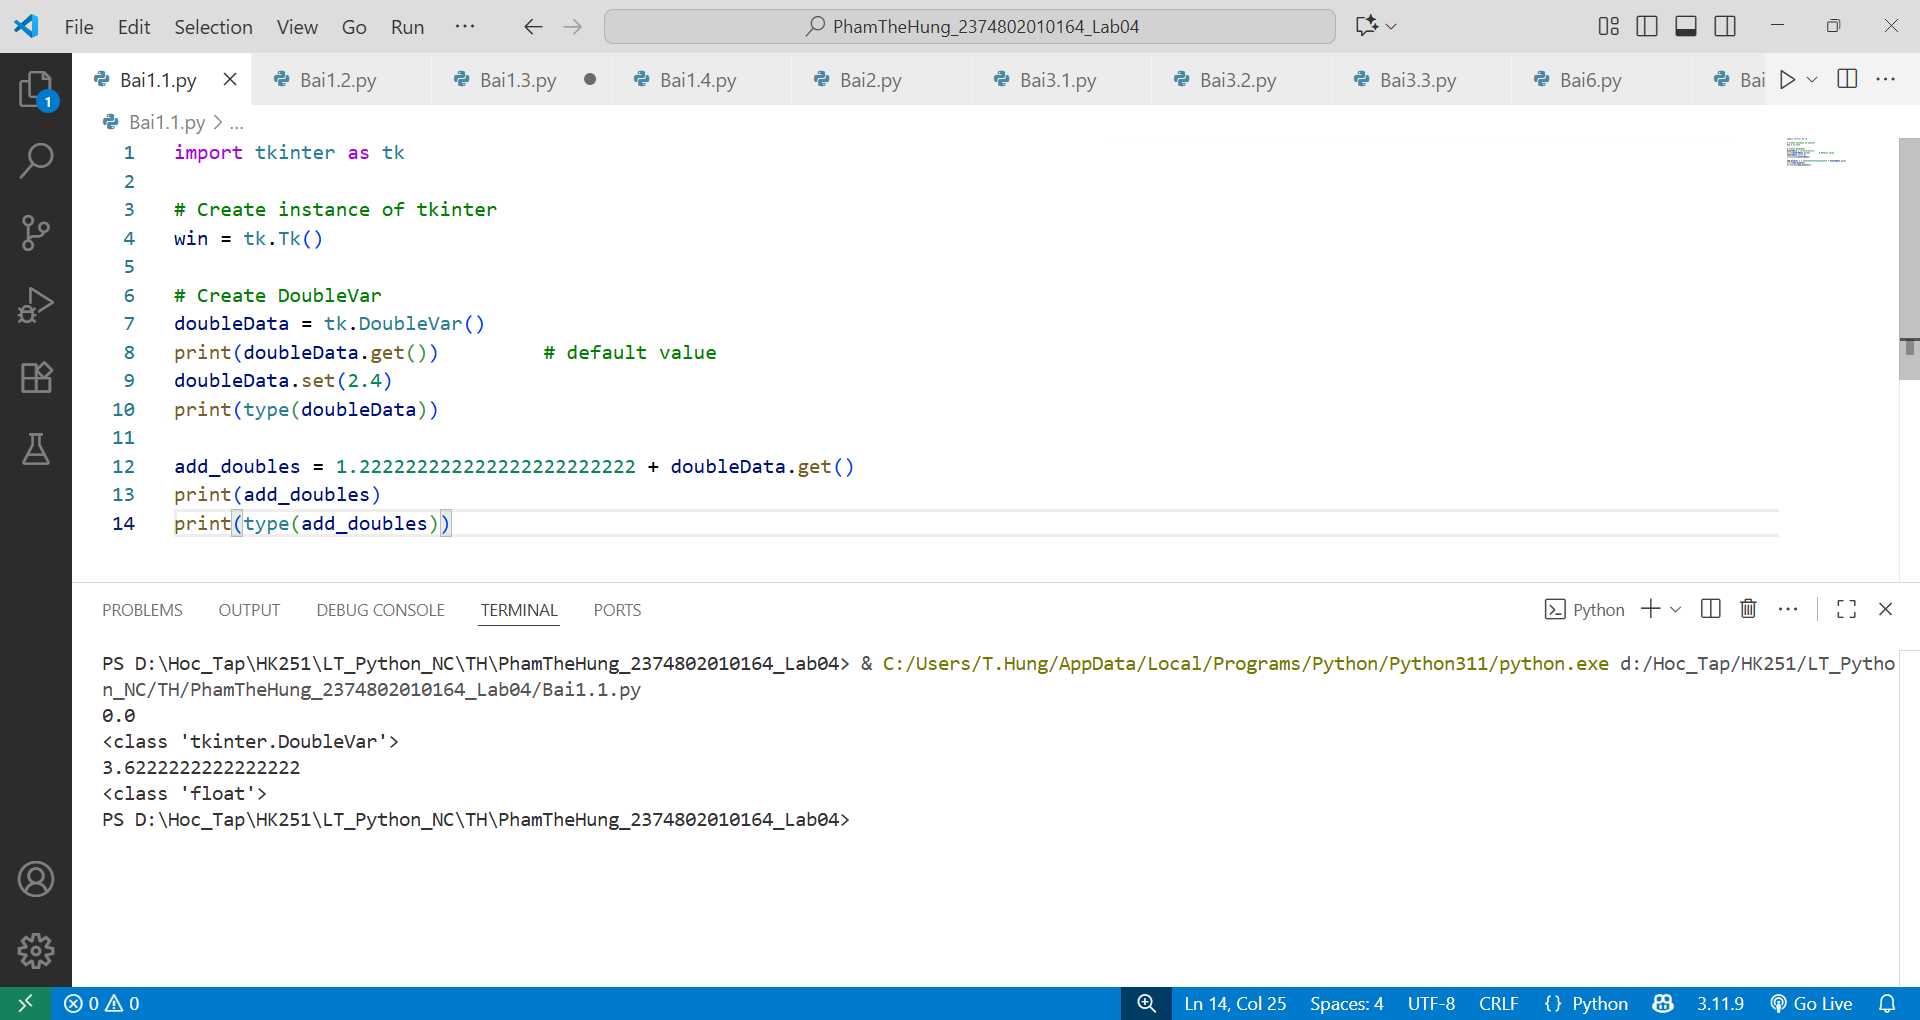 File Edit Selection View Go Run ··· PhamTheHung_2374802010164_Lab04
Bai1.1.py Bai1.2.py Bai1.3.py Bai1.4.py Bai2.py Bai3.1.py Bai3.2.py Bai3.3.py Bai6.py Bai
Bai1.1.py > ...
1 import tkinter as tk
2
3 # Create instance of tkinter
4 win = tk.Tk()
5
6 # Create DoubleVar
7 doubleData = tk.DoubleVar()
8 print(doubleData.get())         # default value
9 doubleData.set(2.4)
10 print(type(doubleData))
11
12 add_doubles = 1.222222222222222222222222 + doubleData.get()
13 print(add_doubles)
14 print(type(add_doubles))
PROBLEMS OUTPUT DEBUG CONSOLE TERMINAL PORTS Python
PS D:\Hoc_Tap\HK251\LT_Python_NC\TH\PhamTheHung_2374802010164_Lab04> & C:/Users/T.Hung/AppData/Local/Programs/Python/Python311/python.exe d:/Hoc_Tap/HK251/LT_Pytho
n_NC/TH/PhamTheHung_2374802010164_Lab04/Bai1.1.py
0.0
<class 'tkinter.DoubleVar'>
3.6222222222222222
<class 'float'>
PS D:\Hoc_Tap\HK251\LT_Python_NC\TH\PhamTheHung_2374802010164_Lab04>
1
0 0 Ln 14, Col 25 Spaces: 4 UTF-8 CRLF {} Python 3.11.9 Go Live